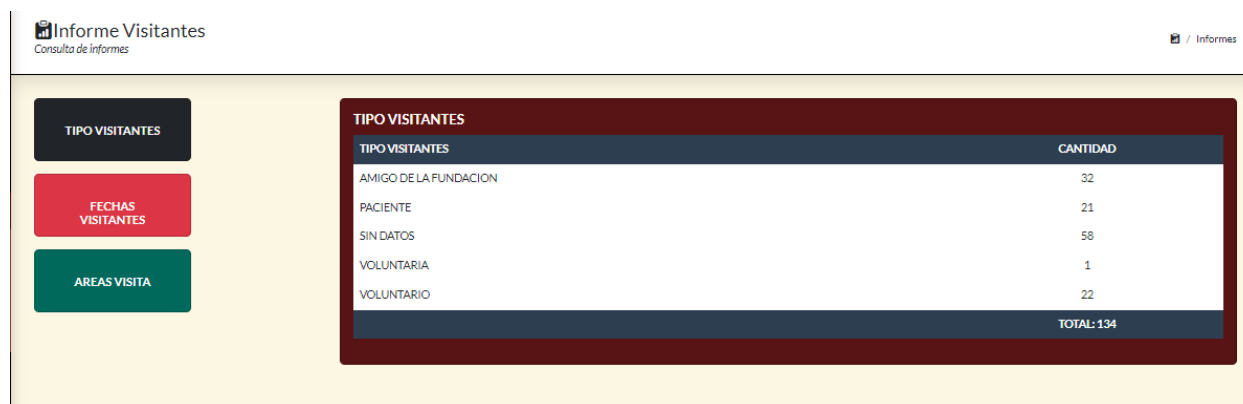 Informe Visitantes
Consulta de informes
/ Informes
TIPO VISITANTES
FECHAS
VISITANTES
AREAS VISITA
TIPO VISITANTES
TIPO VISITANTES CANTIDAD
AMIGO DE LA FUNDACION 32
PACIENTE 21
SIN DATOS 58
VOLUNTARIA 1
VOLUNTARIO 22
TOTAL: 134